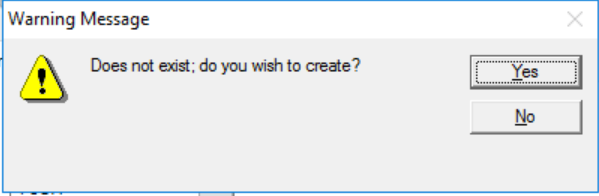 Warning Message
Does not exist; do you wish to create?
Yes
No